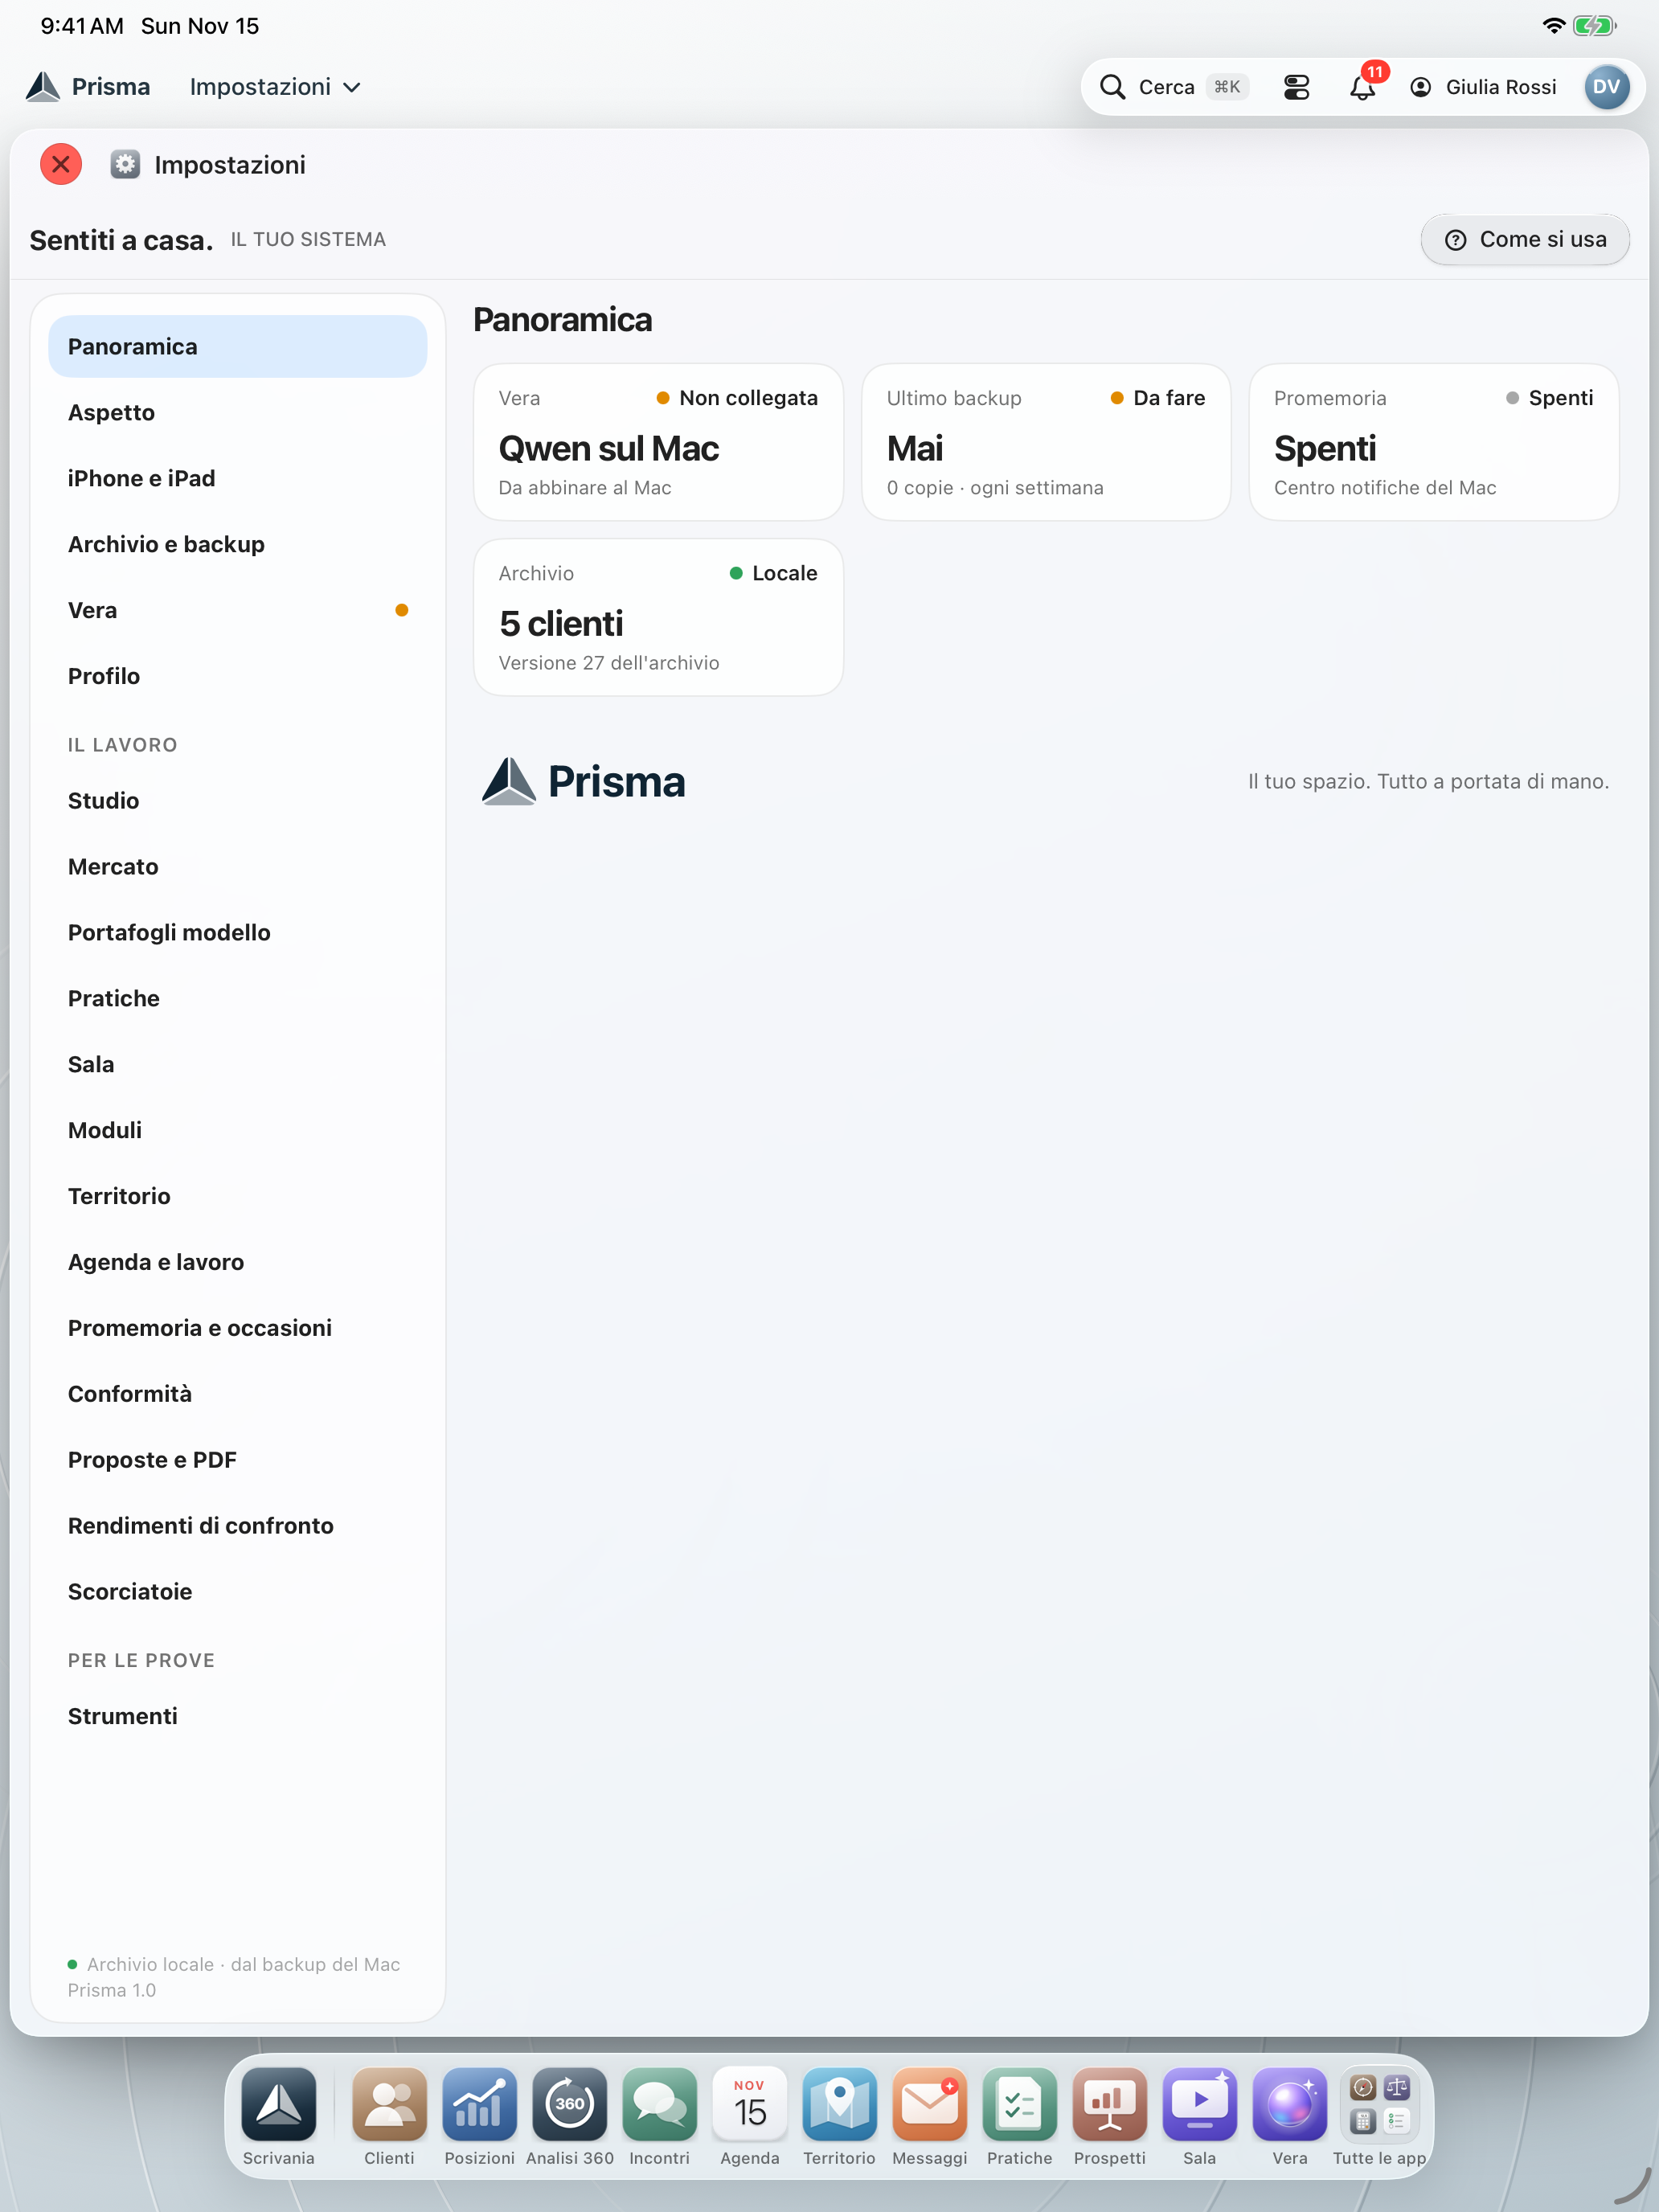 9:41 AM Sun Nov 15
Prisma
Impostazioni
Cerca ⌘K
11
Giulia Rossi
DV
Impostazioni
Sentiti a casa. IL TUO SISTEMA
Come si usa
Panoramica
Aspetto
iPhone e iPad
Archivio e backup
Vera
Profilo
IL LAVORO
Studio
Mercato
Portafogli modello
Pratiche
Sala
Moduli
Territorio
Agenda e lavoro
Promemoria e occasioni
Conformità
Proposte e PDF
Rendimenti di confronto
Scorciatoie
PER LE PROVE
Strumenti
Archivio locale · dal backup del Mac
Prisma 1.0
Panoramica
Vera
Non collegata
Qwen sul Mac
Da abbinare al Mac
Ultimo backup
Da fare
Mai
0 copie · ogni settimana
Promemoria
Spenti
Spenti
Centro notifiche del Mac
Archivio
Locale
5 clienti
Versione 27 dell'archivio
Prisma
Il tuo spazio. Tutto a portata di mano.
360
NOV
15
Scrivania
Clienti
Posizioni
Analisi 360
Incontri
Agenda
Territorio
Messaggi
Pratiche
Prospetti
Sala
Vera
Tutte le app